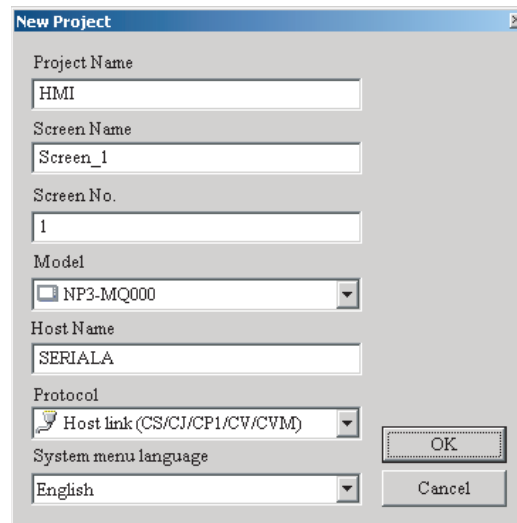 New Project
Project Name
HMI
Screen Name
Screen_1
Screen No.
1
Model
NP3-MQ000
Host Name
SERIALA
Protocol
Host link (CS/CJ/CP1/CV/CVM)
System menu language
OK
English
Cancel